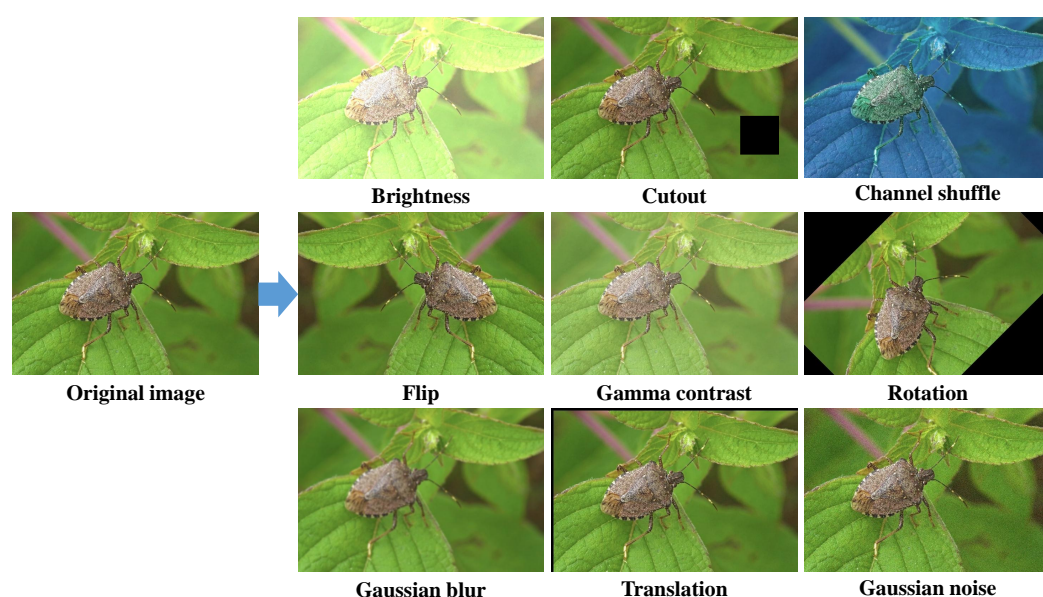 Brightness
Cutout
Channel shuffle
Original image
Flip
Gamma contrast
Rotation
Gaussian blur
Translation
Gaussian noise